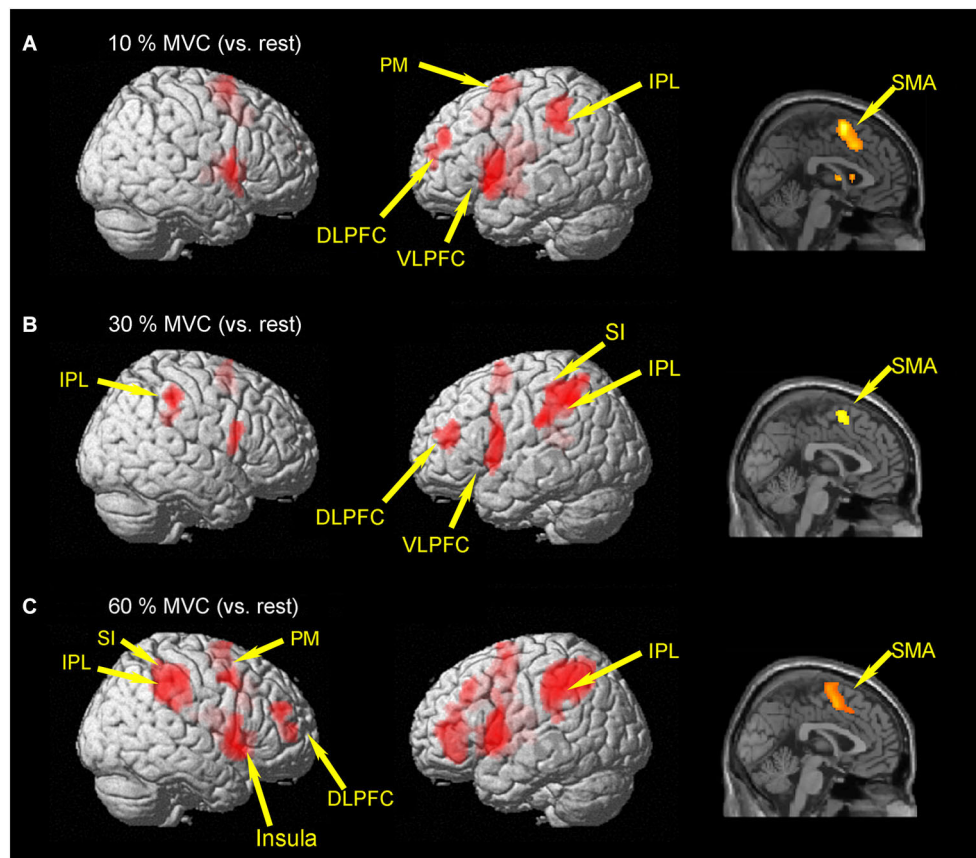 A 10 % MVC (vs. rest)
PM
IPL
SMA
DLPFC
VLPFC
B 30 % MVC (vs. rest)
SI
IPL
IPL
SMA
DLPFC
VLPFC
C 60 % MVC (vs. rest)
SI
PM
IPL
IPL
SMA
DLPFC
Insula